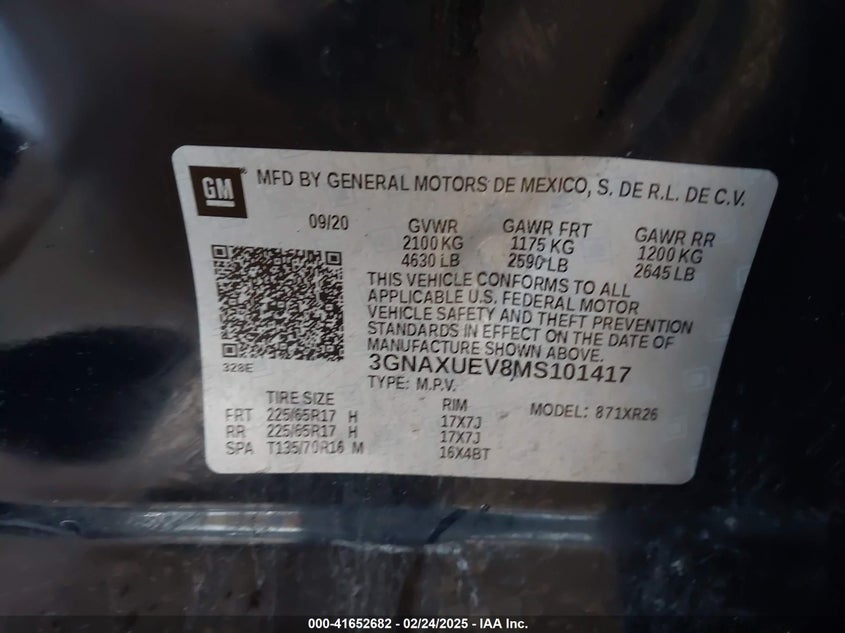 GM
MFD BY GENERAL MOTORS DE MEXICO, S. DE R.L. DE C.V.
09/20 GVWR GAWR FRT GAWR RR
2100 KG 1175 KG 1200 KG
4630 LB 2590 LB 2645 LB
THIS VEHICLE CONFORMS TO ALL
APPLICABLE U.S. FEDERAL MOTOR
VEHICLE SAFETY AND THEFT PREVENTION
STANDARDS IN EFFECT ON THE DATE OF
MANUFACTURE SHOWN ABOVE.
328E
3GNAXUEV8MS101417
TYPE: M.P.V.
TIRE SIZE RIM MODEL: 871XR26
FRT 225/65R17 H 17X7J
RR 225/65R17 H 17X7J
SPA T135/70R16 M 16X4BT
000-41652682 - 02/24/2025 - IAA Inc.